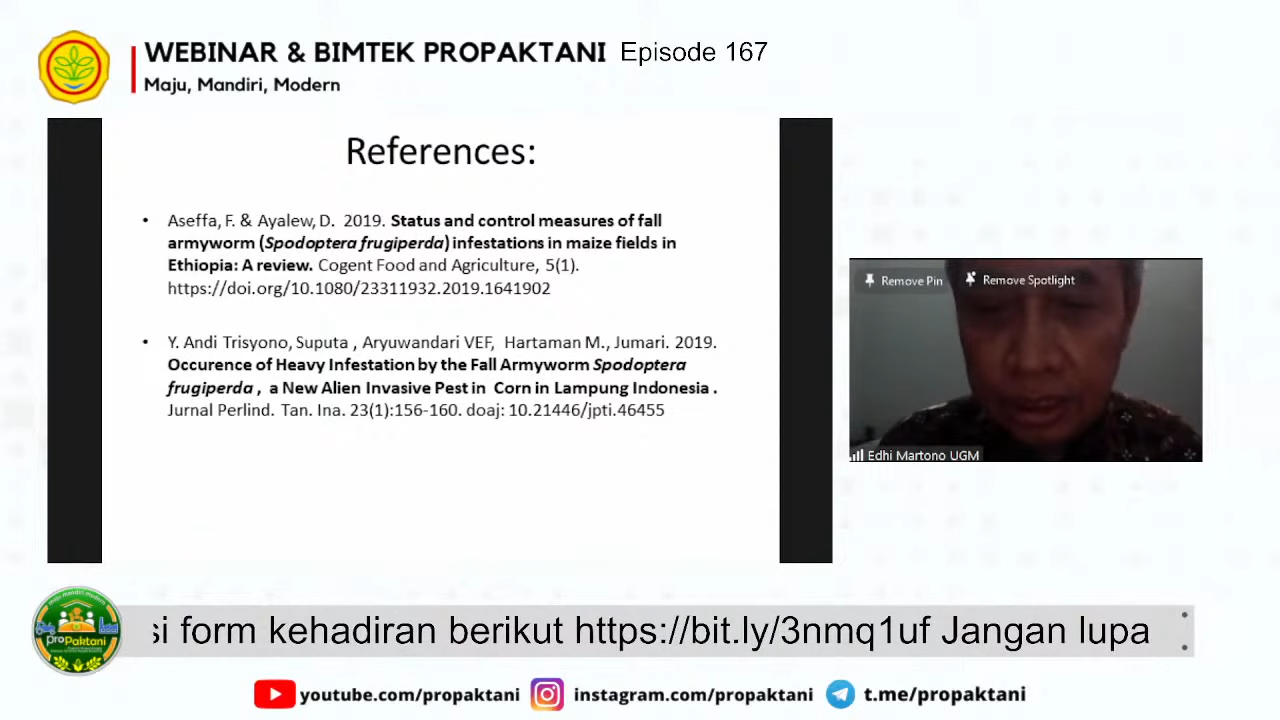 WEBINAR & BIMTEK PROPAKTANI Episode 167
Maju, Mandiri, Modern
References:
• Aseffa, F. & Ayalew, D. 2019. Status and control measures of fall
armyworm (Spodoptera frugiperda) infestations in maize fields in
Ethiopia: A review. Cogent Food and Agriculture, 5(1).
https://doi.org/10.1080/23311932.2019.1641902
• Y. Andi Trisyono, Suputa , Aryuwandari VEF, Hartaman M., Jumari. 2019.
Occurence of Heavy Infestation by the Fall Armyworm Spodoptera
frugiperda , a New Alien Invasive Pest in Corn in Lampung Indonesia .
Jurnal Perlind. Tan. Ina. 23(1):156-160. doaj: 10.21446/jpti.46455
Remove Pin Remove Spotlight
Edhi Martono UGM
maju mandiri modern
proPaktani
si form kehadiran berikut https://bit.ly/3nmq1uf Jangan lupa
youtube.com/propaktani instagram.com/propaktani t.me/propaktani